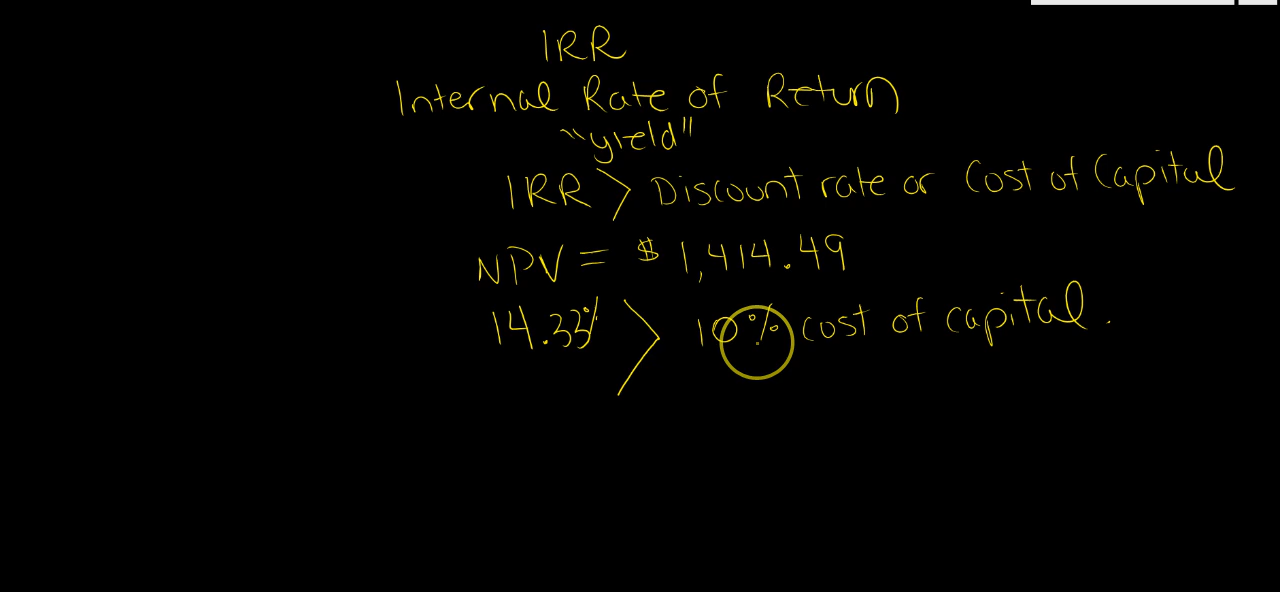 IRR
Internal Rate of Return
"yield"
IRR > Discount rate or Cost of Capital
NPV = $1,414.49
14.33% > 10% cost of capital.